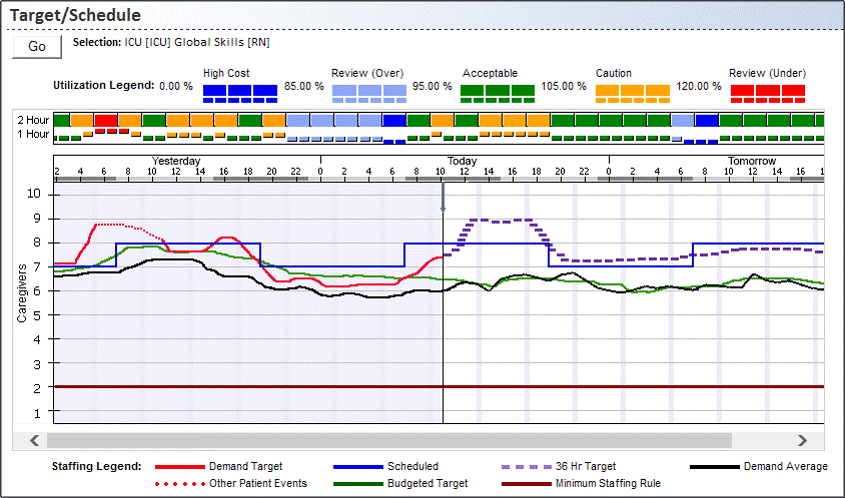 Target/Schedule
Go Selection: ICU [ICU] Global Skills [RN]
High Cost Review (Over) Acceptable Caution Review (Under)
Utilization Legend: 0.00 % 85.00 % 95.00 % 105.00 % 120.00 %
2 Hour
1 Hour
Yesterday Today Tomorrow
2 4 6 8 10 12 14 16 18 20 22 0 2 4 6 8 10 12 14 16 18 20 22 0 2 4 6 8 10 12 14 16 18
10
9
8
7
6
5
4
3
2
1
Caregivers
Staffing Legend: Demand Target Scheduled 36 Hr Target Demand Average
Other Patient Events Budgeted Target Minimum Staffing Rule